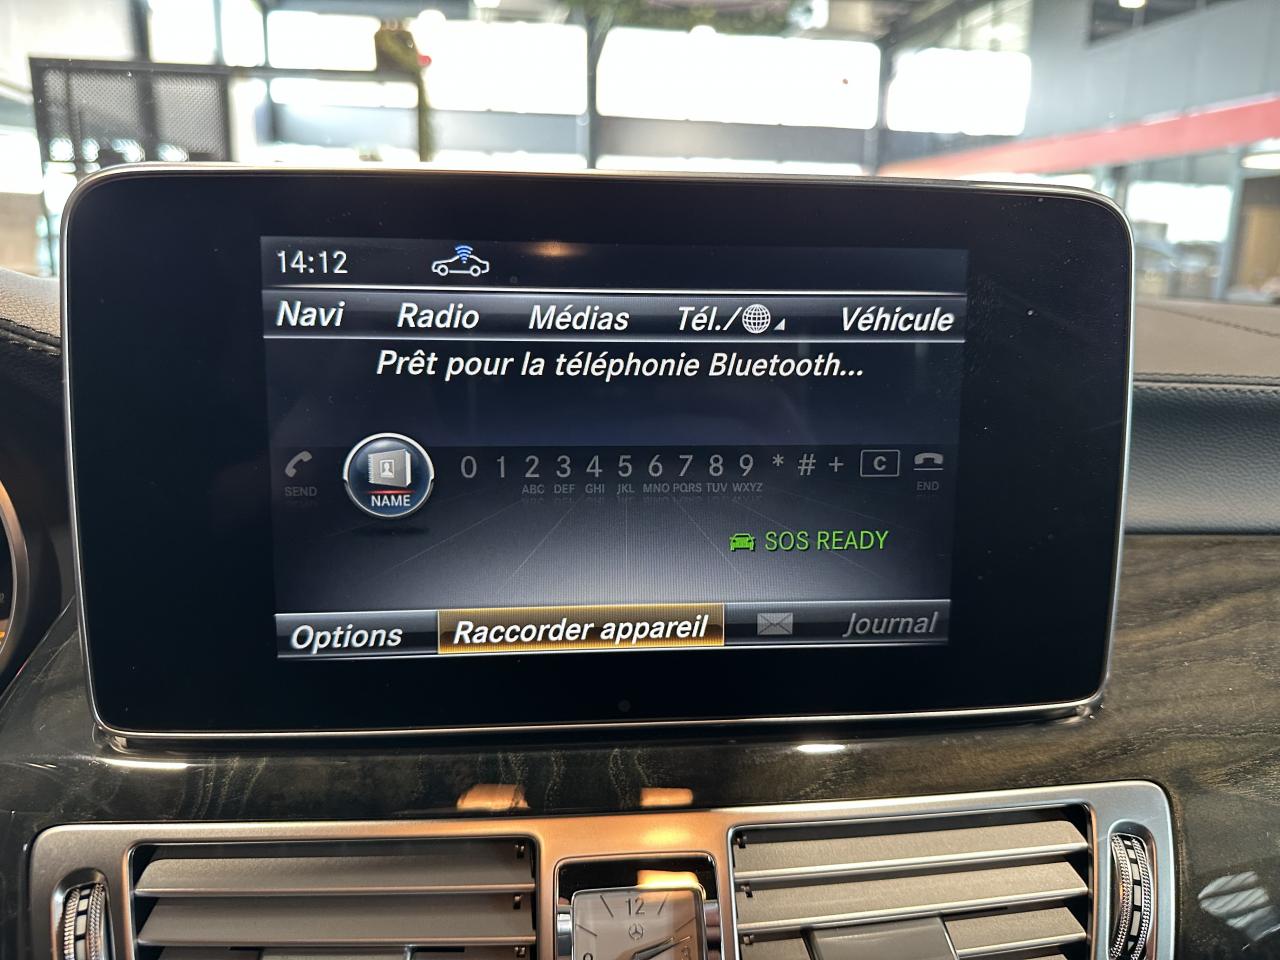 14:12
Navi Radio Médias Tél./ Véhicule
Prêt pour la téléphonie Bluetooth...
SEND NAME 0 1 2 3 4 5 6 7 8 9 * # + C END
ABC DEF GHI JKL MNO PQRS TUV WXYZ
SOS READY
Options Raccorder appareil Journal
12